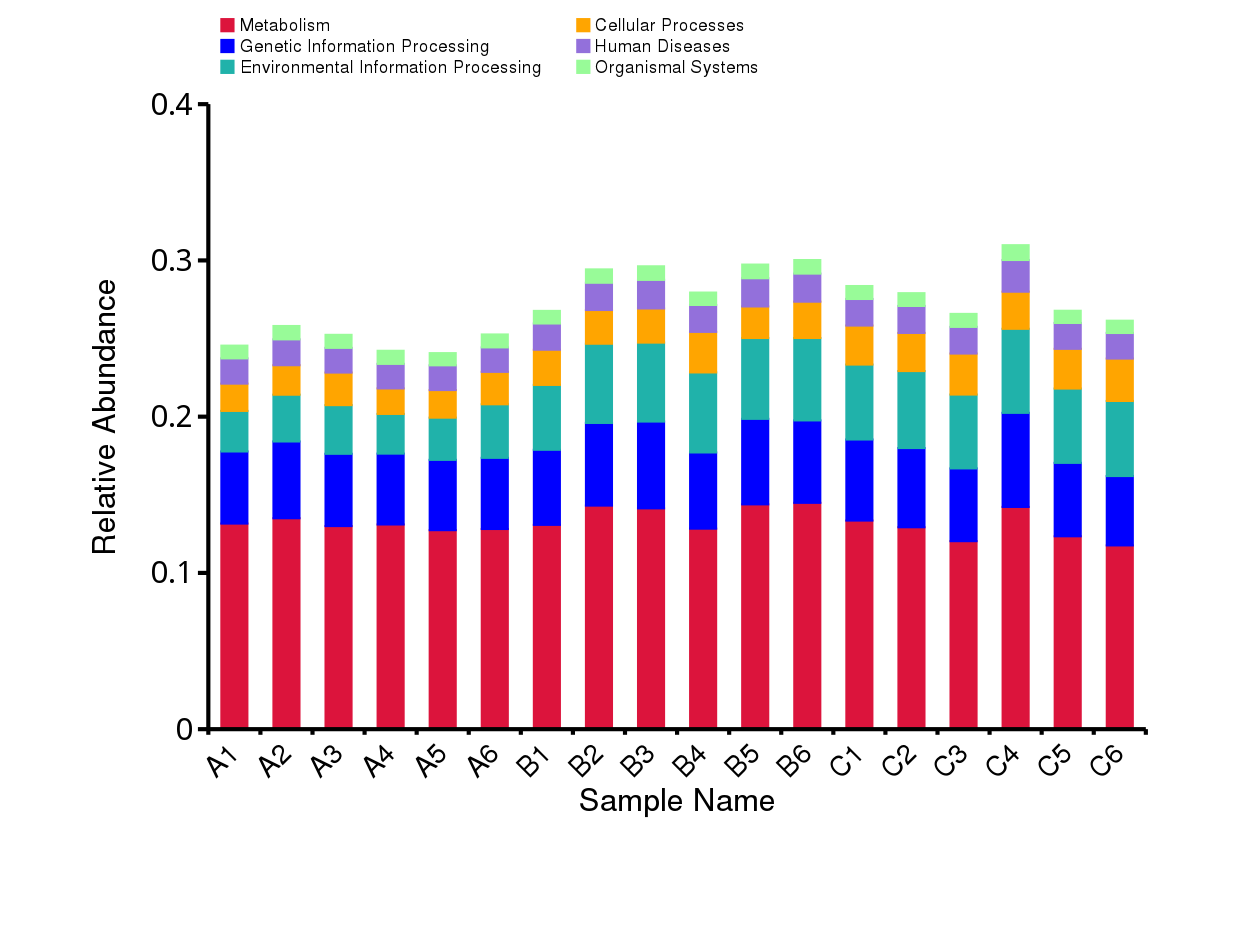 Metabolism
Genetic Information Processing
Environmental Information Processing
Cellular Processes
Human Diseases
Organismal Systems
0.4
0.3
0.2
0.1
0
Relative Abundance
A1 A2 A3 A4 A5 A6 B1 B2 B3 B4 B5 B6 C1 C2 C3 C4 C5 C6
Sample Name